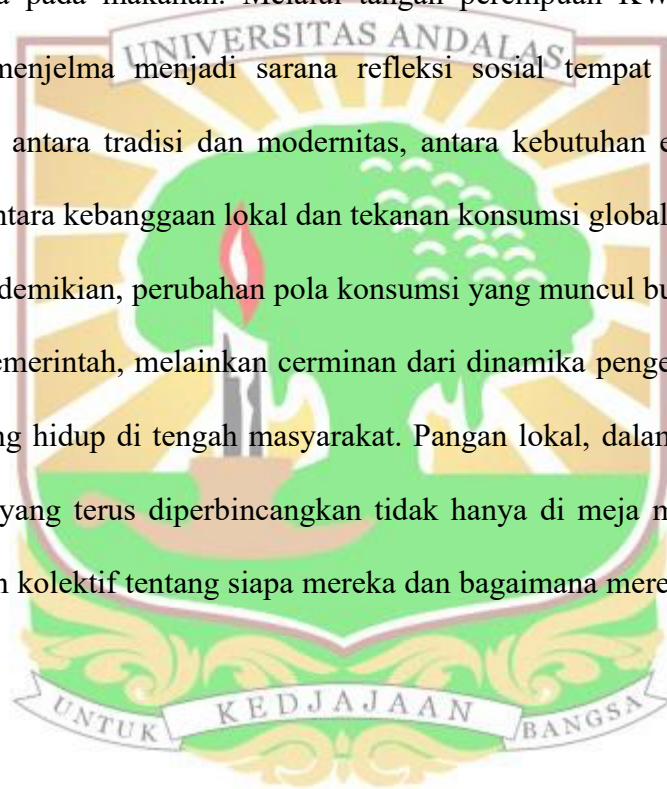 pada makanan. Melalui tangan perempuan
UNIVERSITAS ANDALAS
menjelma menjadi sarana refleksi sosial tempat
antara tradisi dan modernitas, antara kebutuhan
ntara kebanggaan lokal dan tekanan konsumsi global
demikian, perubahan pola konsumsi yang muncul bu
emerintah, melainkan cerminan dari dinamika penge
ng hidup di tengah masyarakat. Pangan lokal, dalam
yang terus diperbincangkan tidak hanya di meja m
n kolektif tentang siapa mereka dan bagaimana mere
UNTUK KEDJAJAAN BANGSA